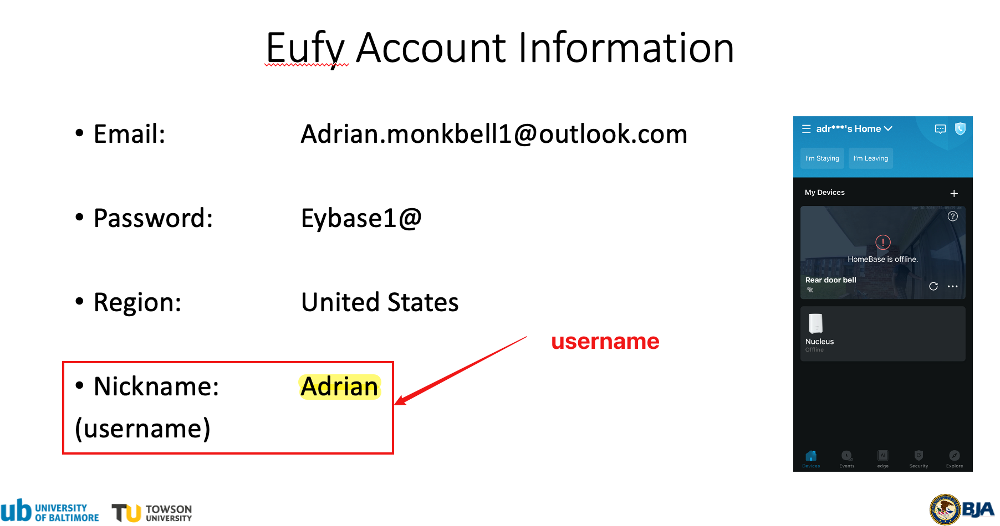 Eufy Account Information
• Email: Adrian.monkbell1@outlook.com
• Password: Eybase1@
• Region: United States
username
• Nickname: Adrian
(username)
adr***'s Home
I'm Staying I'm Leaving
My Devices +
?
!
HomeBase is offline.
Rear door bell
Nucleus
Offline
AI
Devices Events edge Security Explore
ub UNIVERSITY OF BALTIMORE
TU TOWSON UNIVERSITY
BJA